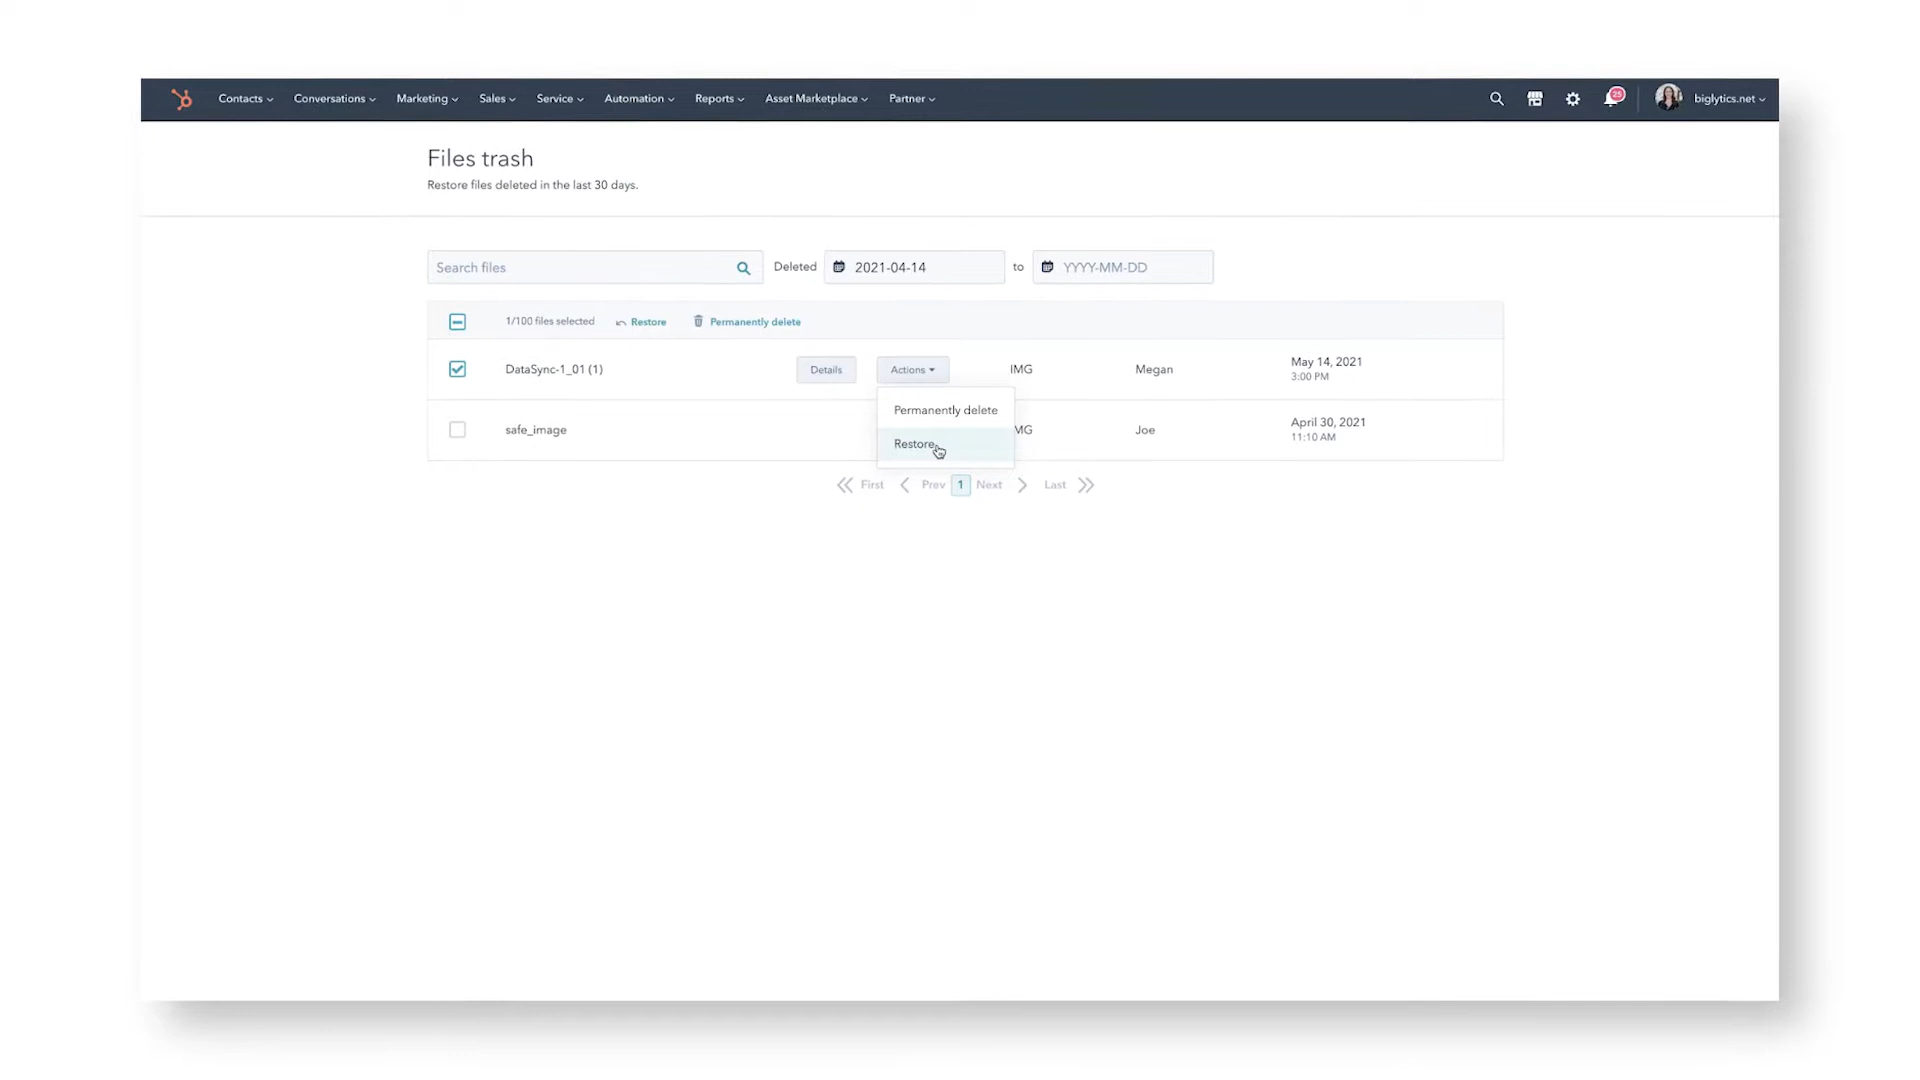 Contacts Conversations Marketing Sales Service Automation Reports Asset Marketplace Partner 25 biglytics.net
Files trash
Restore files deleted in the last 30 days.
Search files Deleted 2021-04-14 to YYYY-MM-DD
1/100 files selected Restore Permanently delete
DataSync-1_01 (1) Details Actions IMG Megan May 14, 2021
3:00 PM
Permanently delete
safe_image MG Joe April 30, 2021
11:10 AM
Restore
First Prev 1 Next Last